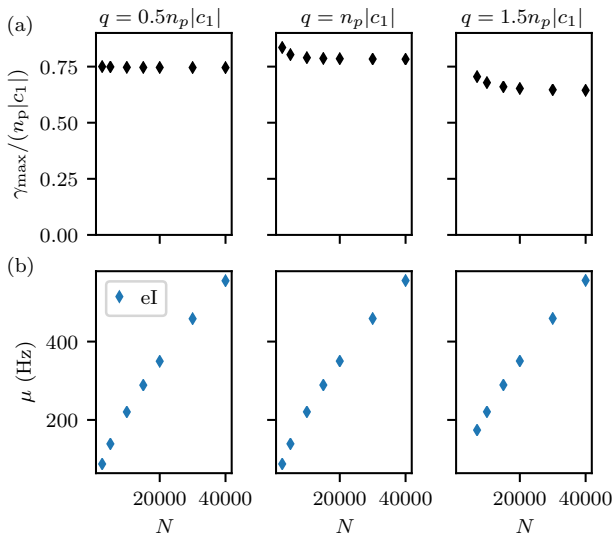 (a)
q = 0.5n_p|c_1|
q = n_p|c_1|
q = 1.5n_p|c_1|
γ_max/(n_p|c_1|)
0.75
0.50
0.25
0.00
(b)
eI
μ (Hz)
400
200
20000 40000
20000 40000
20000 40000
N
N
N